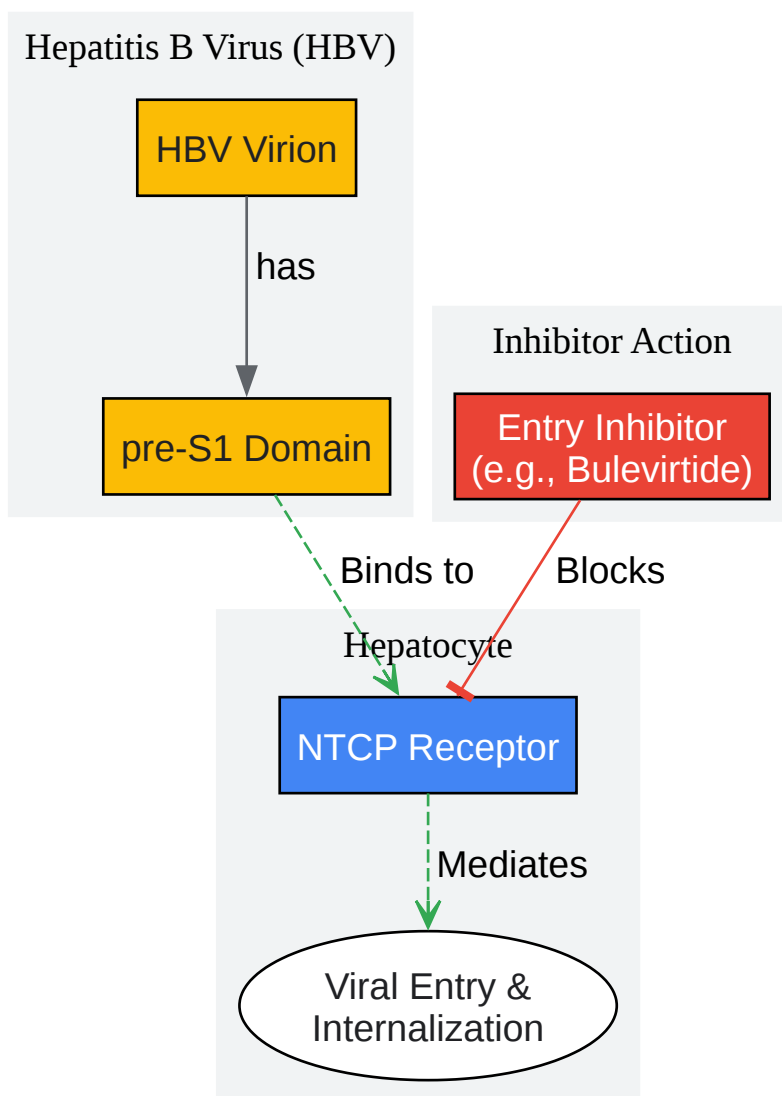 Hepatitis B Virus (HBV)
HBV Virion
has
pre-S1 Domain
Inhibitor Action
Entry Inhibitor
(e.g., Bulevirtide)
Binds to
Blocks
Hepatocyte
NTCP Receptor
Mediates
Viral Entry &
Internalization